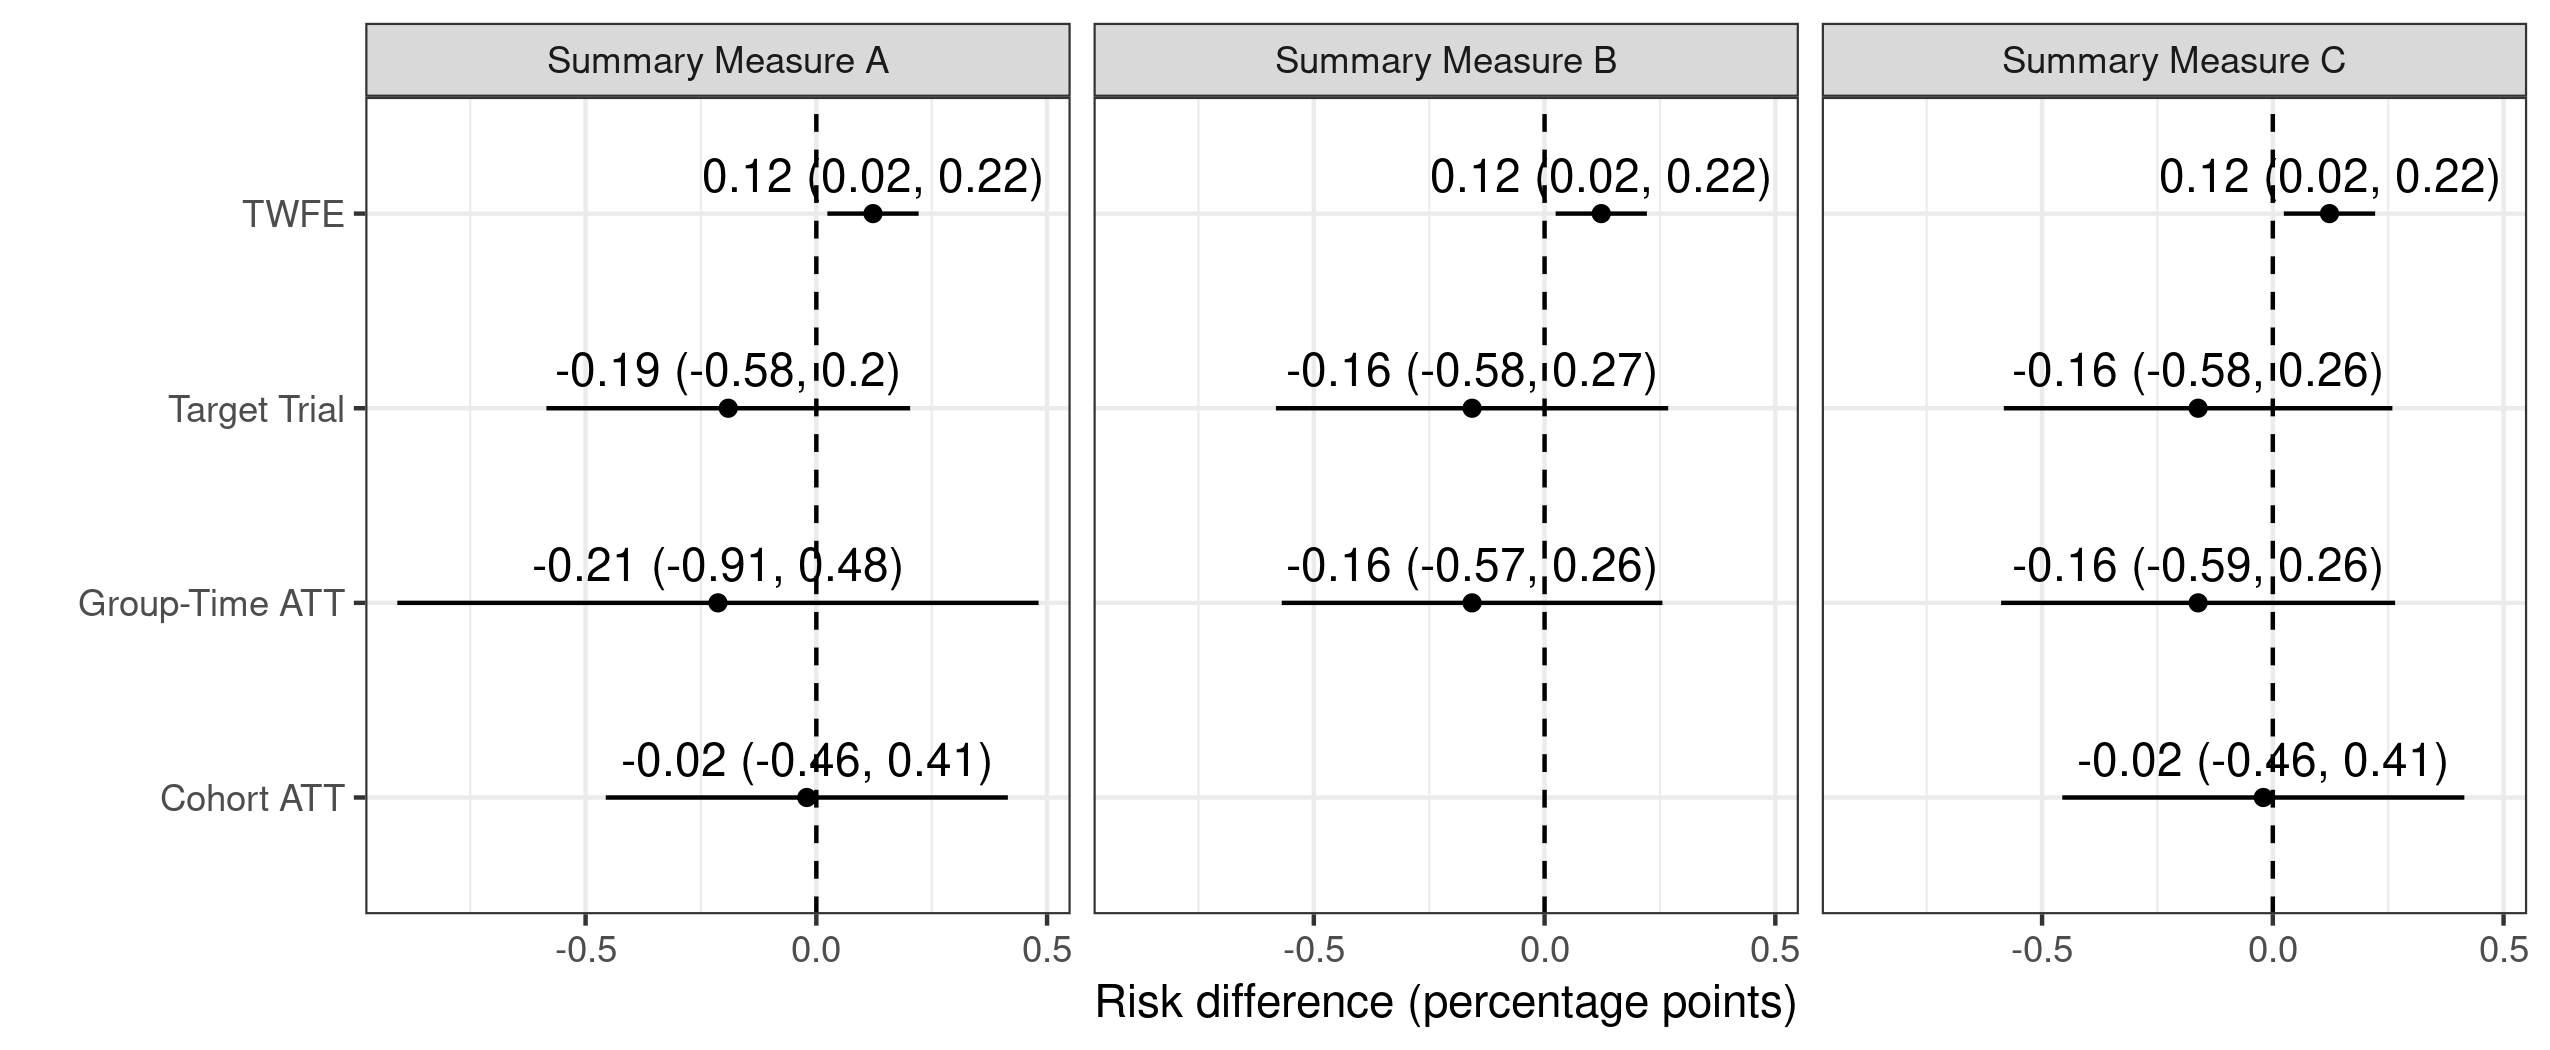 Summary Measure A
Summary Measure B
Summary Measure C
TWFE
0.12 (0.02, 0.22)
0.12 (0.02, 0.22)
0.12 (0.02, 0.22)
Target Trial
-0.19 (-0.58, 0.2)
-0.16 (-0.58, 0.27)
-0.16 (-0.58, 0.26)
Group-Time ATT
-0.21 (-0.91, 0.48)
-0.16 (-0.57, 0.26)
-0.16 (-0.59, 0.26)
Cohort ATT
-0.02 (-0.46, 0.41)
-0.02 (-0.46, 0.41)
-0.5 0.0 0.5
-0.5 0.0 0.5
-0.5 0.0 0.5
Risk difference (percentage points)